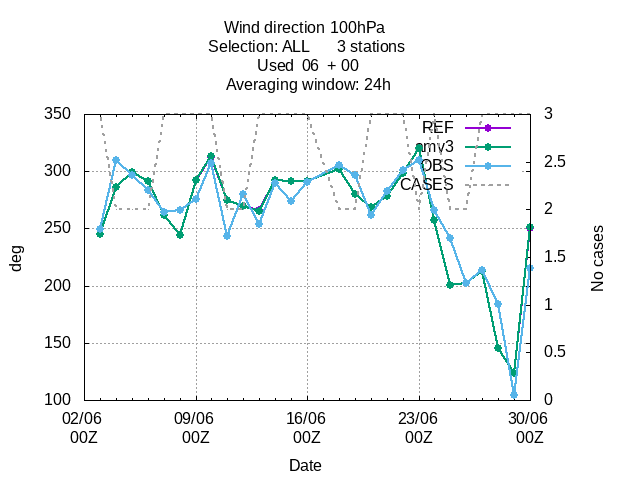 Wind direction 100hPa
Selection: ALL 3 stations
Used 06 + 00
Averaging window: 24h
deg
350
300
250
200
150
100
3
2.5
2
1.5
1
0.5
0
No cases
REF
mv3
OBS
CASES
02/06 09/06 16/06 23/06 30/06
00Z 00Z 00Z 00Z 00Z
Date